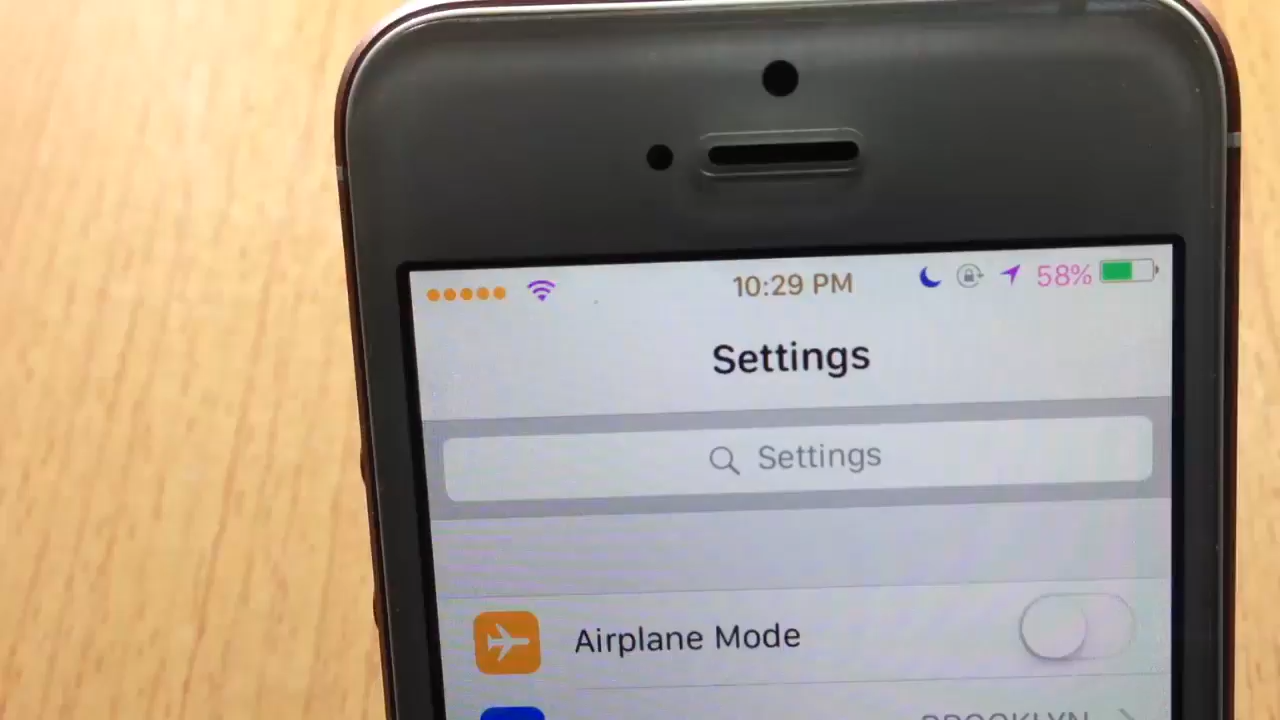 10:29 PM 58%
Settings
Settings
Airplane Mode
BROOKLYN